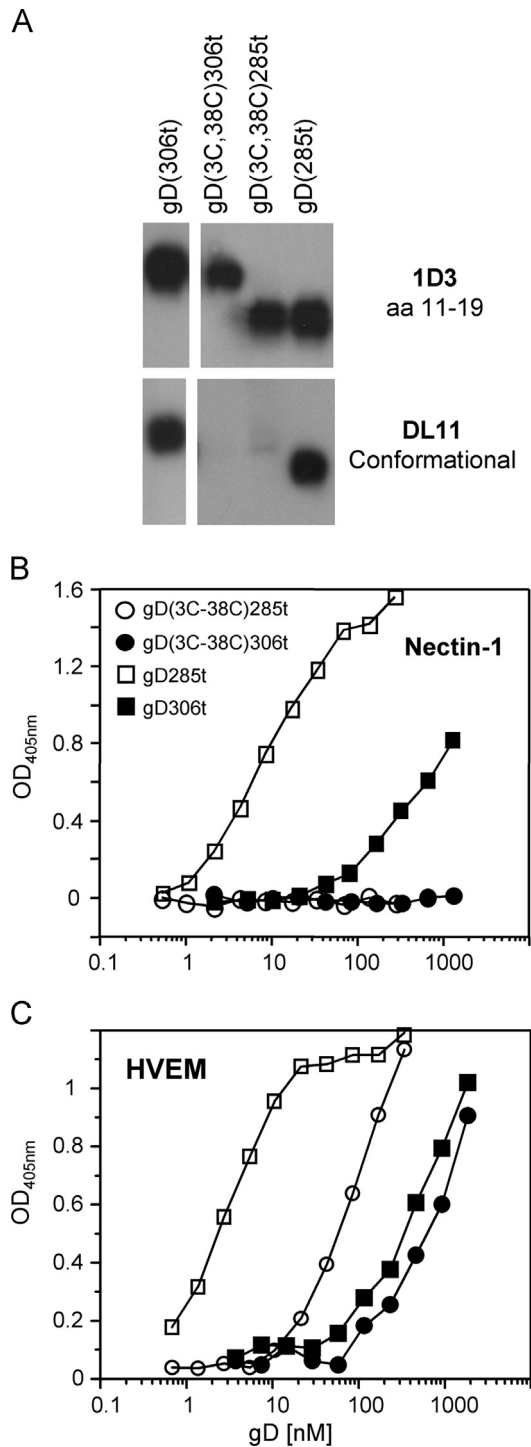 A
gD(306t)
gD(3C,38C)306t
gD(3C,38C)285t
gD(285t)
1D3
aa 11-19
DL11
Conformational
B
1.6
1.2
0.8
0.4
0
OD405nm
gD(3C-38C)285t
gD(3C-38C)306t
gD285t
gD306t
Nectin-1
0.1 1 10 100 1000
C
HVEM
1
0.8
0.6
0.4
0.2
0
OD405nm
0.1 1 10 100 1000
gD [nM]